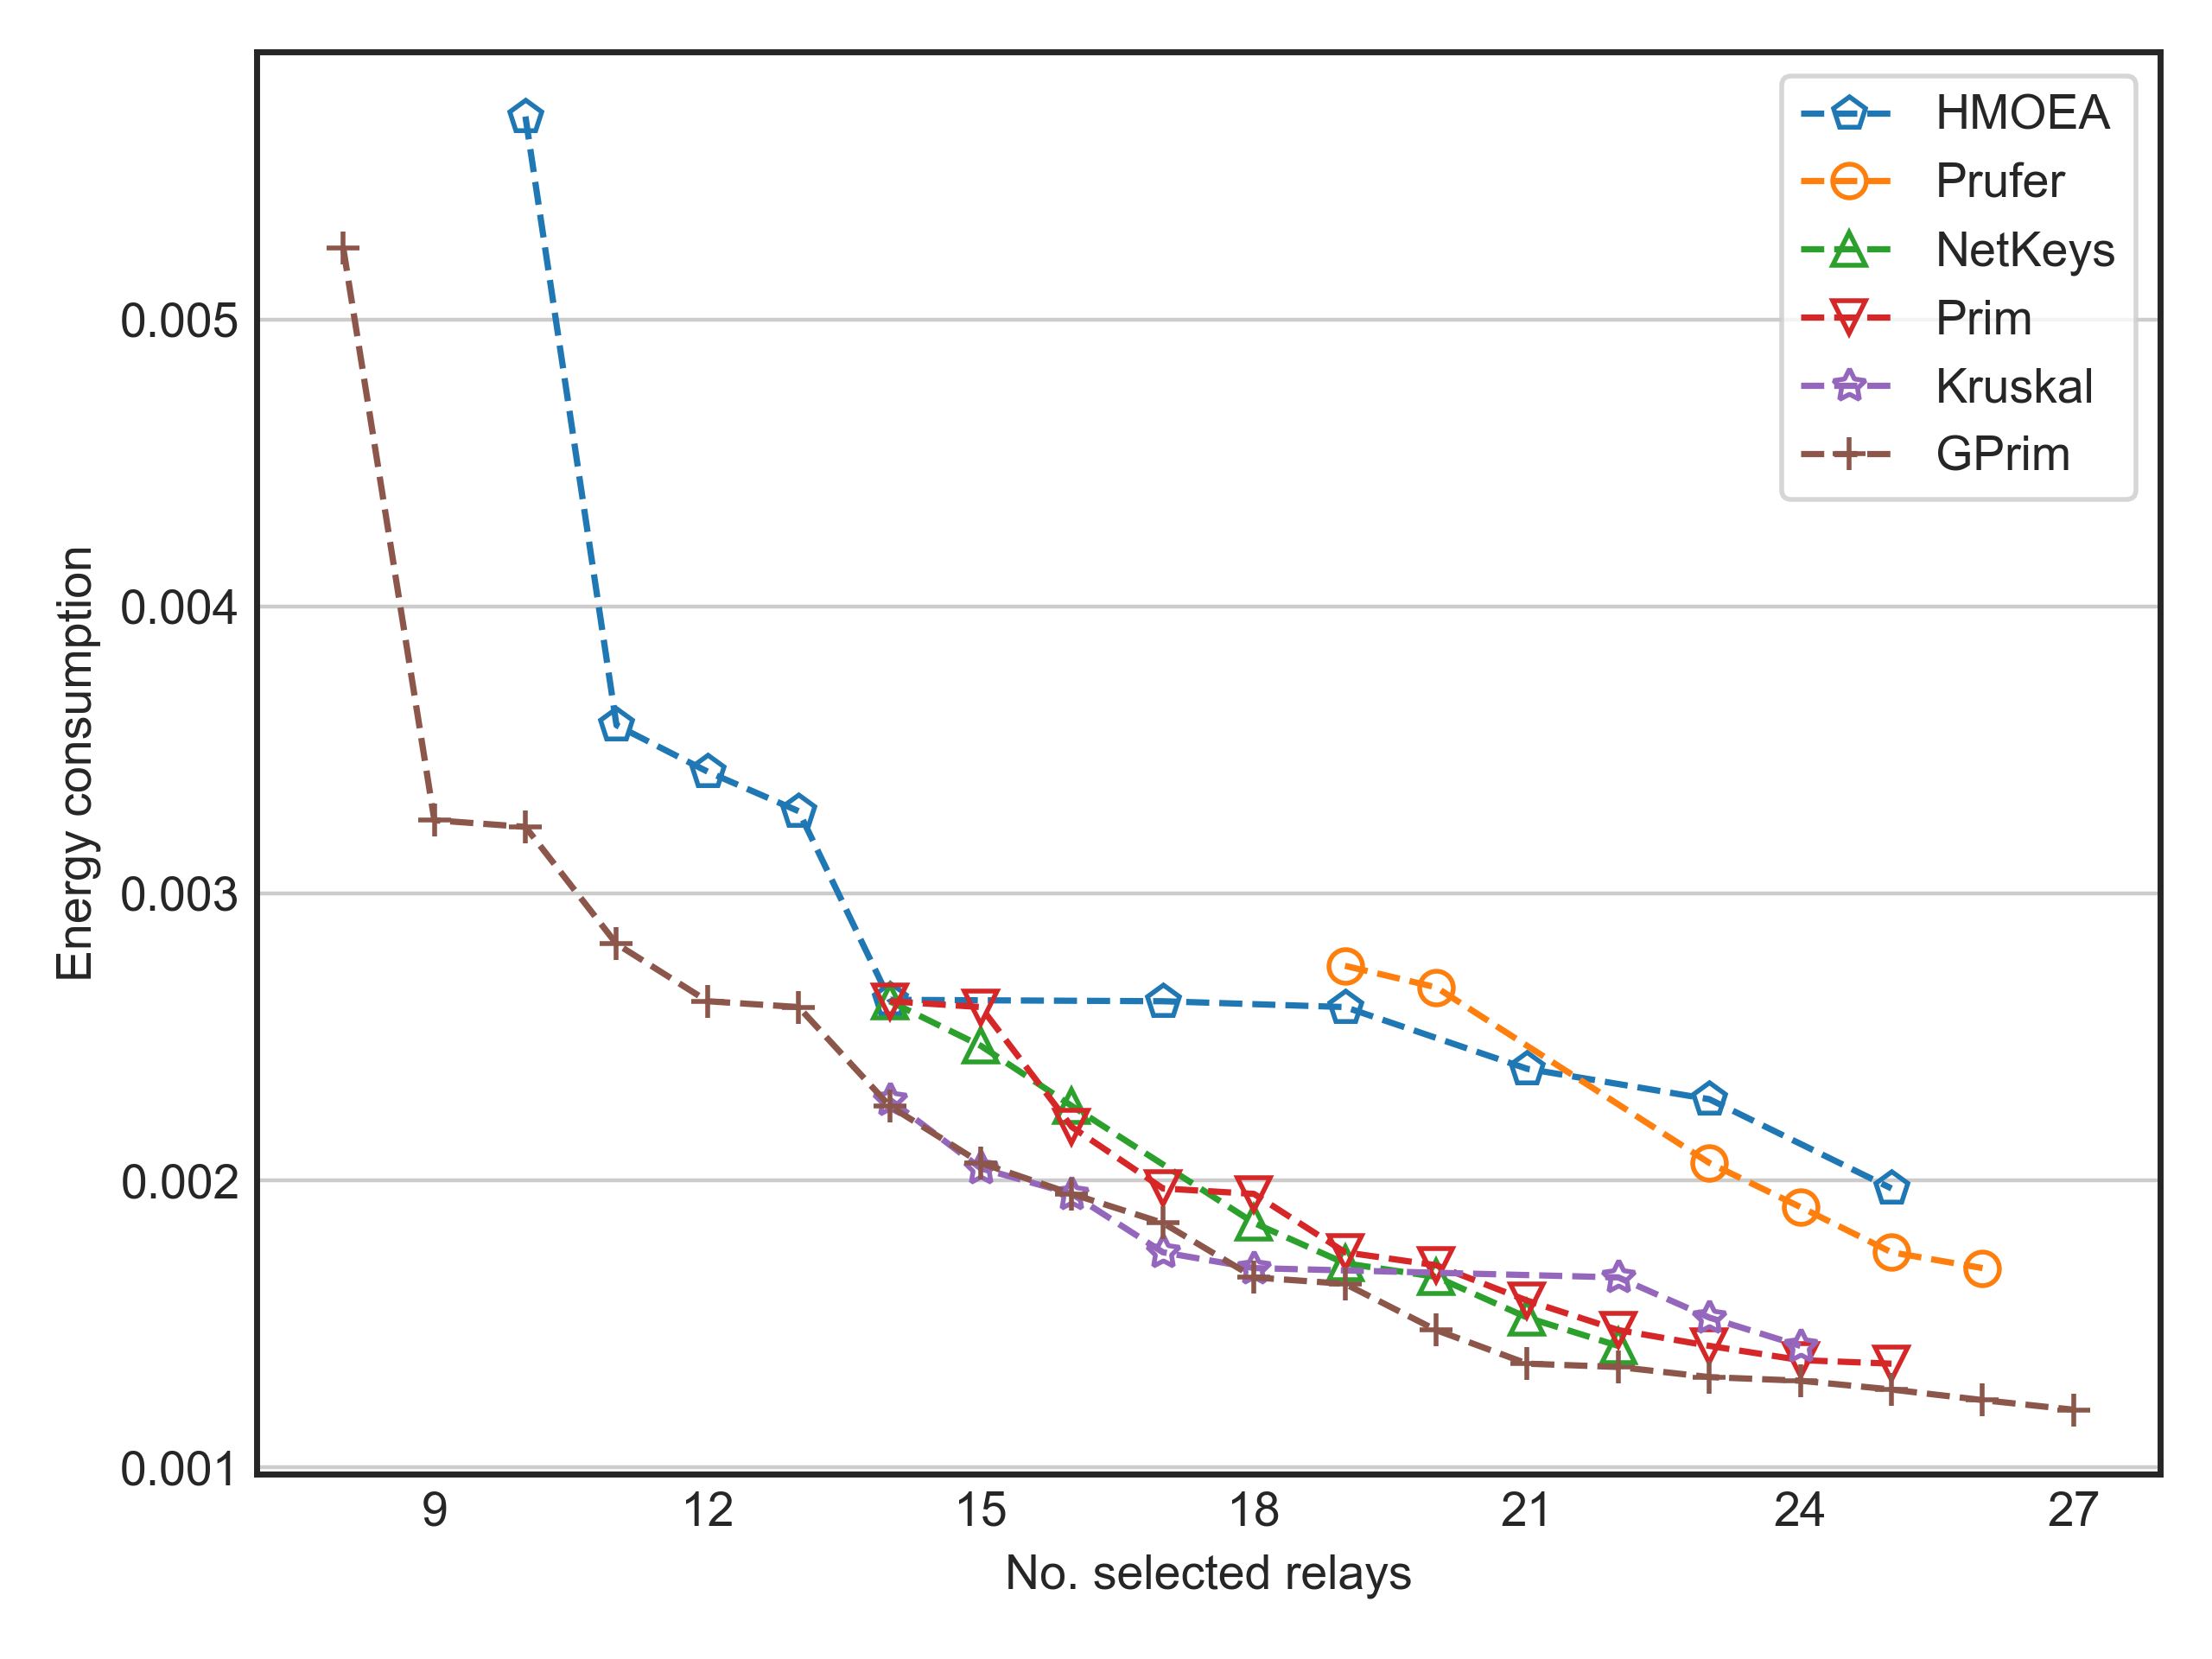 HMOEA
Prufer
NetKeys
Prim
Kruskal
GPrim
Energy consumption
0.005
0.004
0.003
0.002
0.001
9 12 15 18 21 24 27
No. selected relays